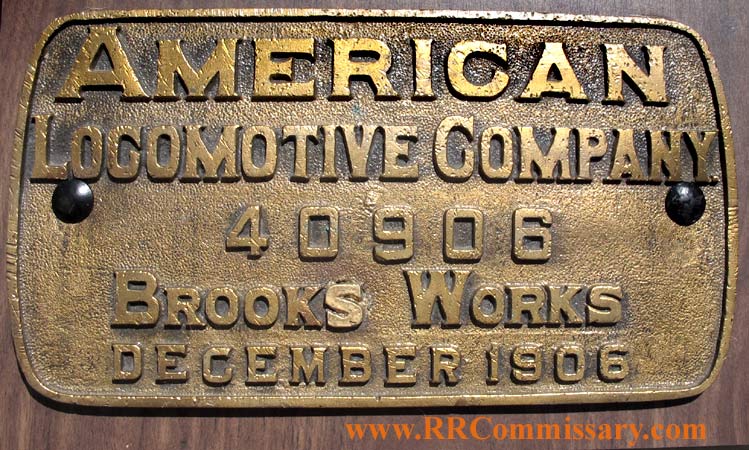 AMERICAN
LOCOMOTIVE COMPANY
40906
BROOKS WORKS
DECEMBER 1906
www.RRCommissary.com